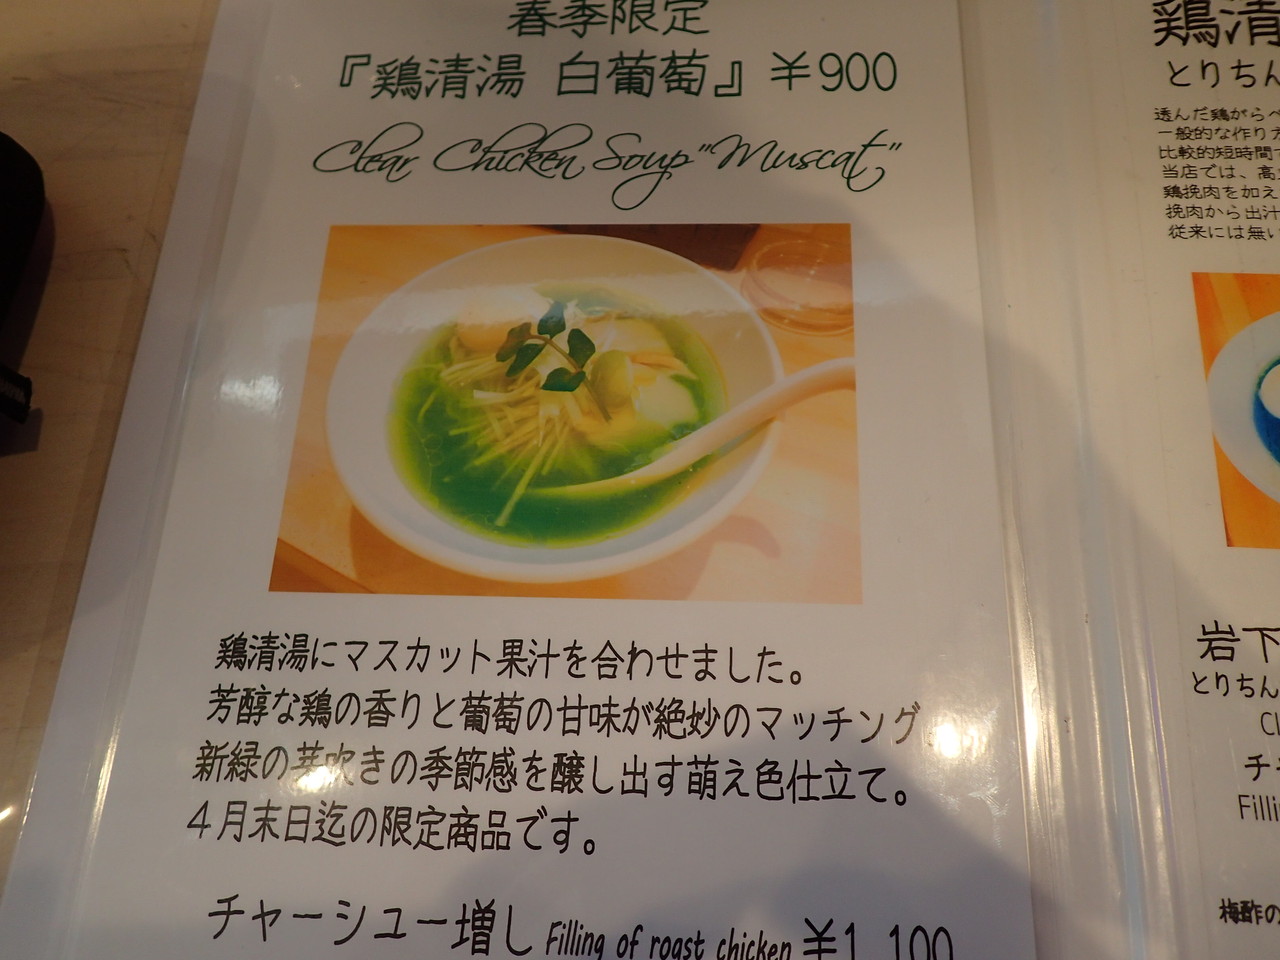 春季限定
『鶏清湯 白葡萄』￥900
Clear Chicken Soup "Muscat"
鶏清湯にマスカット果汁を合わせました。
芳醇な鶏の香りと葡萄の甘味が絶妙のマッチング
新緑の芽吹きの季節感を醸し出す萌え色仕立て。
４月末日迄の限定商品です。
チャーシュー増し Filling of roast chicken ￥1,100
鶏清
とりちん
透んだ鶏がらべ
一般的な作り方
比較的短時間で
当店では、高
鶏挽肉を加え
挽肉から出汁
従来には無い
岩下
とりちん
Cl
チ
Filli
梅酢の